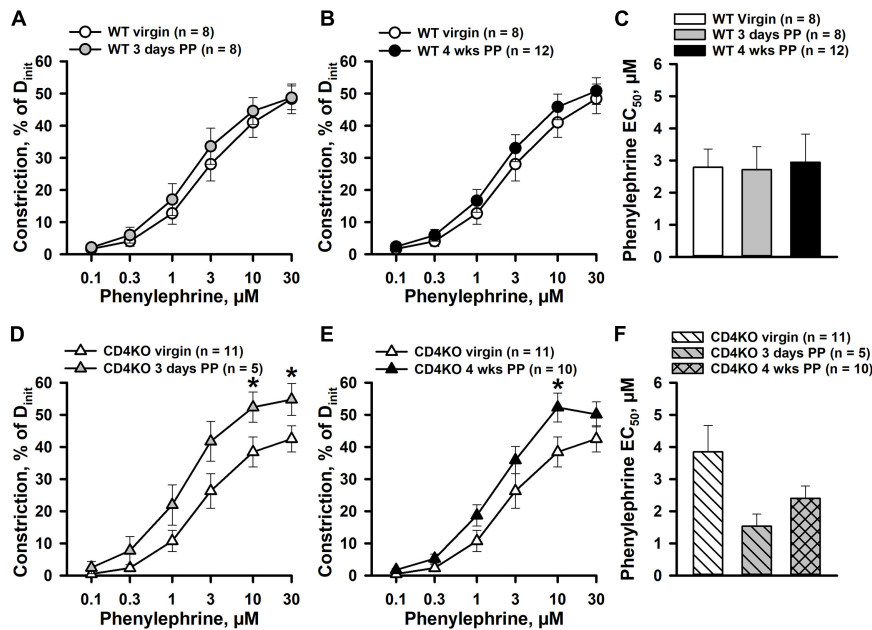 A
WT virgin (n = 8)
WT 3 days PP (n = 8)
Constriction, % of Dinit
60
50
40
30
20
10
0
0.1 0.3 1 3 10 30
Phenylephrine, µM
B
WT virgin (n = 8)
WT 4 wks PP (n = 12)
Constriction, % of Dinit
60
50
40
30
20
10
0
0.1 0.3 1 3 10 30
Phenylephrine, µM
C
WT Virgin (n = 8)
WT 3 days PP (n = 8)
WT 4 wks PP (n = 12)
Phenylephrine EC50, µM
6
5
4
3
2
1
0
D
CD4KO virgin (n = 11)
CD4KO 3 days PP (n = 5)
Constriction, % of Dinit
60
50
40
30
20
10
0
* *
0.1 0.3 1 3 10 30
Phenylephrine, µM
E
CD4KO virgin (n = 11)
CD4KO 4 wks PP (n = 10)
Constriction, % of Dinit
60
50
40
30
20
10
0
*
0.1 0.3 1 3 10 30
Phenylephrine, µM
F
CD4KO virgin (n = 11)
CD4KO 3 days PP (n = 5)
CD4KO 4 wks PP (n = 10)
Phenylephrine EC50, µM
6
5
4
3
2
1
0